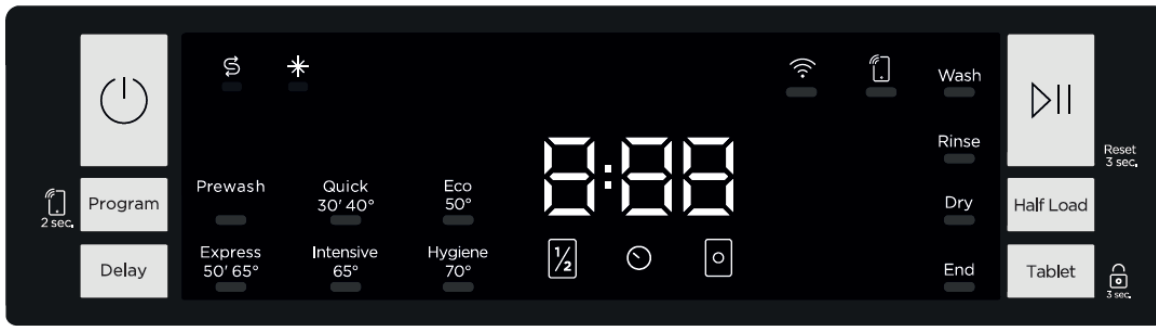 Wash
Rinse
Reset
3 sec.
Prewash
Quick
30' 40°
Eco
50°
8:88
2 sec.
Program
Dry
Half Load
Delay
Express
50' 65°
Intensive
65°
Hygiene
70°
1/2
End
Tablet
3 sec.